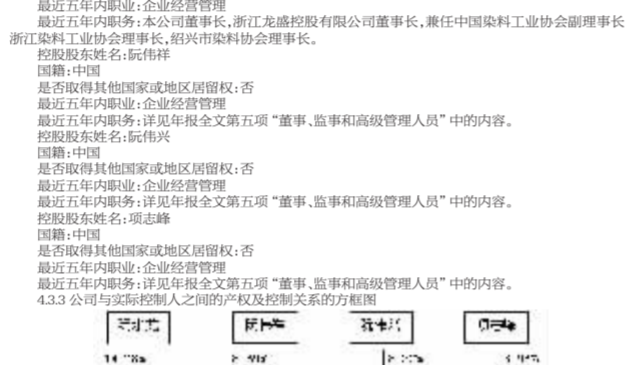 最近五年内职业:企业经营管理
最近五年内职务:本公司董事长,浙江龙盛控股有限公司董事长,兼任中国染料工业协会副理事长
浙江染料工业协会理事长,绍兴市染料协会理事长。
控股股东姓名:阮伟祥
国籍:中国
是否取得其他国家或地区居留权:否
最近五年内职业:企业经营管理
最近五年内职务:详见年报全文第五项“董事、监事和高级管理人员”中的内容。
控股股东姓名:阮伟兴
国籍:中国
是否取得其他国家或地区居留权:否
最近五年内职业:企业经营管理
最近五年内职务:详见年报全文第五项“董事、监事和高级管理人员”中的内容。
控股股东姓名:项志峰
国籍:中国
是否取得其他国家或地区居留权:否
最近五年内职业:企业经营管理
最近五年内职务:详见年报全文第五项“董事、监事和高级管理人员”中的内容。
4.3.3 公司与实际控制人之间的产权及控制关系的方框图